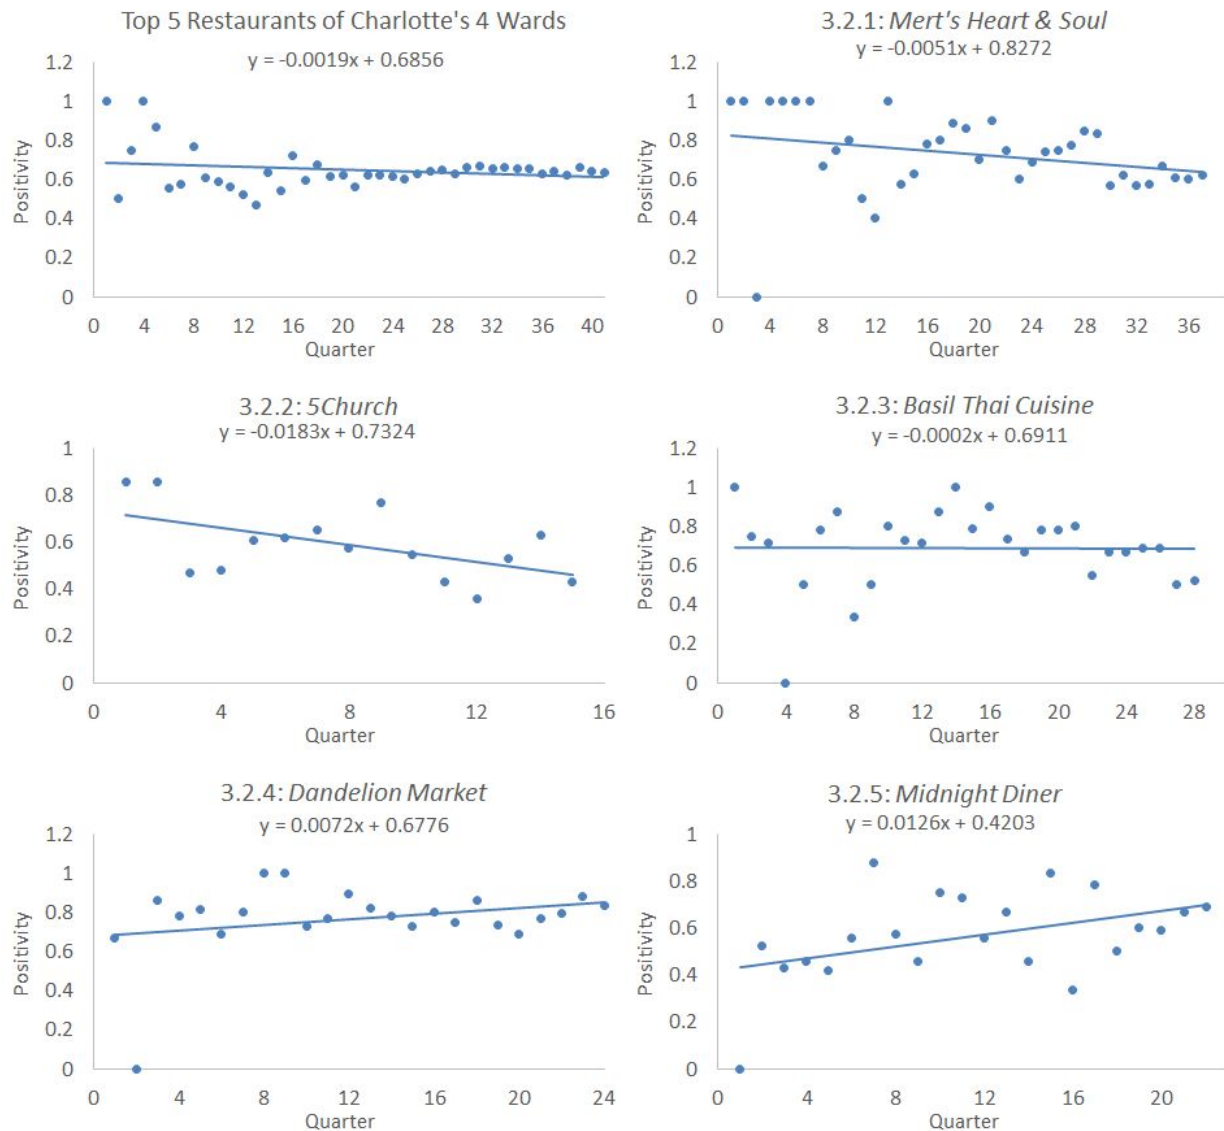 Top 5 Restaurants of Charlotte's 4 Wards
y = -0.0019x + 0.6856
1.2
1
0.8
0.6
0.4
0.2
0
Positivity
0 4 8 12 16 20 24 28 32 36 40
Quarter
3.2.1: Mert's Heart & Soul
y = -0.0051x + 0.8272
1.2
1
0.8
0.6
0.4
0.2
0
Positivity
0 4 8 12 16 20 24 28 32 36
Quarter
3.2.2: 5Church
y = -0.0183x + 0.7324
1
0.8
0.6
0.4
0.2
0
Positivity
0 4 8 12 16
Quarter
3.2.3: Basil Thai Cuisine
y = -0.0002x + 0.6911
1.2
1
0.8
0.6
0.4
0.2
0
Positivity
0 4 8 12 16 20 24 28
Quarter
3.2.4: Dandelion Market
y = 0.0072x + 0.6776
1.2
1
0.8
0.6
0.4
0.2
0
Positivity
0 4 8 12 16 20 24
Quarter
3.2.5: Midnight Diner
y = 0.0126x + 0.4203
1
0.8
0.6
0.4
0.2
0
Positivity
0 4 8 12 16 20
Quarter